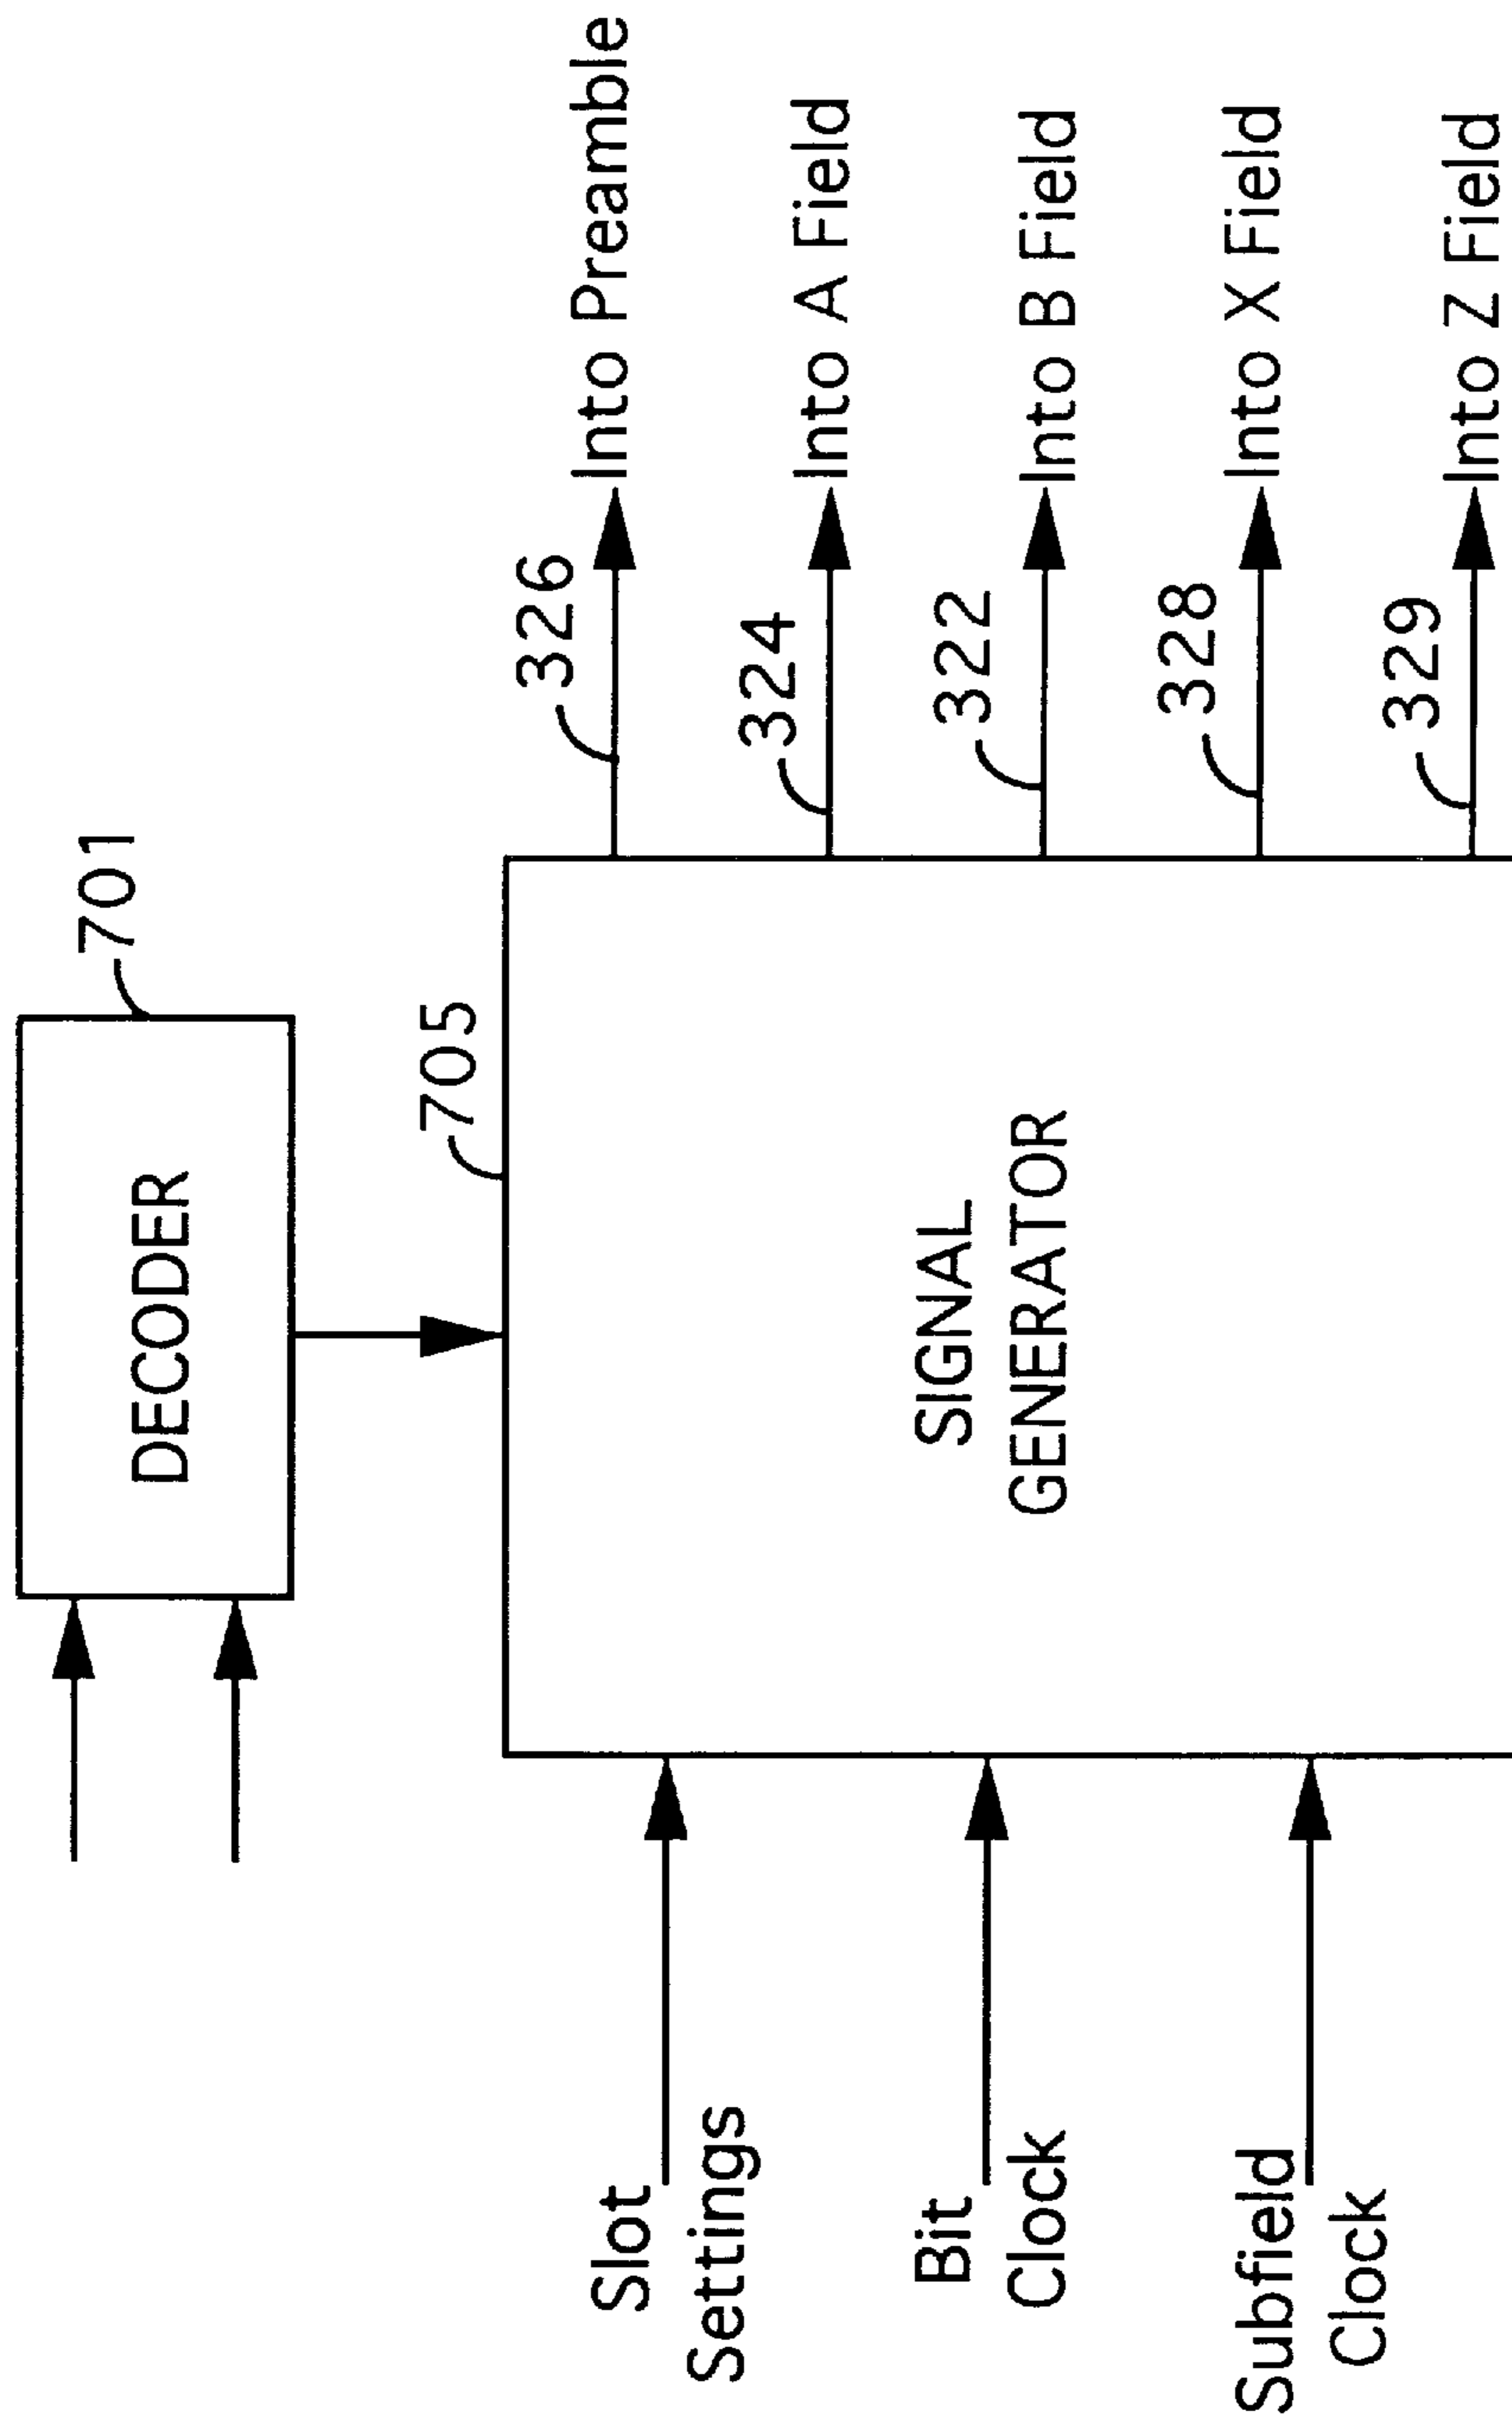 DECODER
701
705
SIGNAL
GENERATOR
Slot
Settings
Bit
Clock
Subfield
Clock
326
Into Preamble
324
Into A Field
322
Into B Field
328
Into X Field
329
Into Z Field